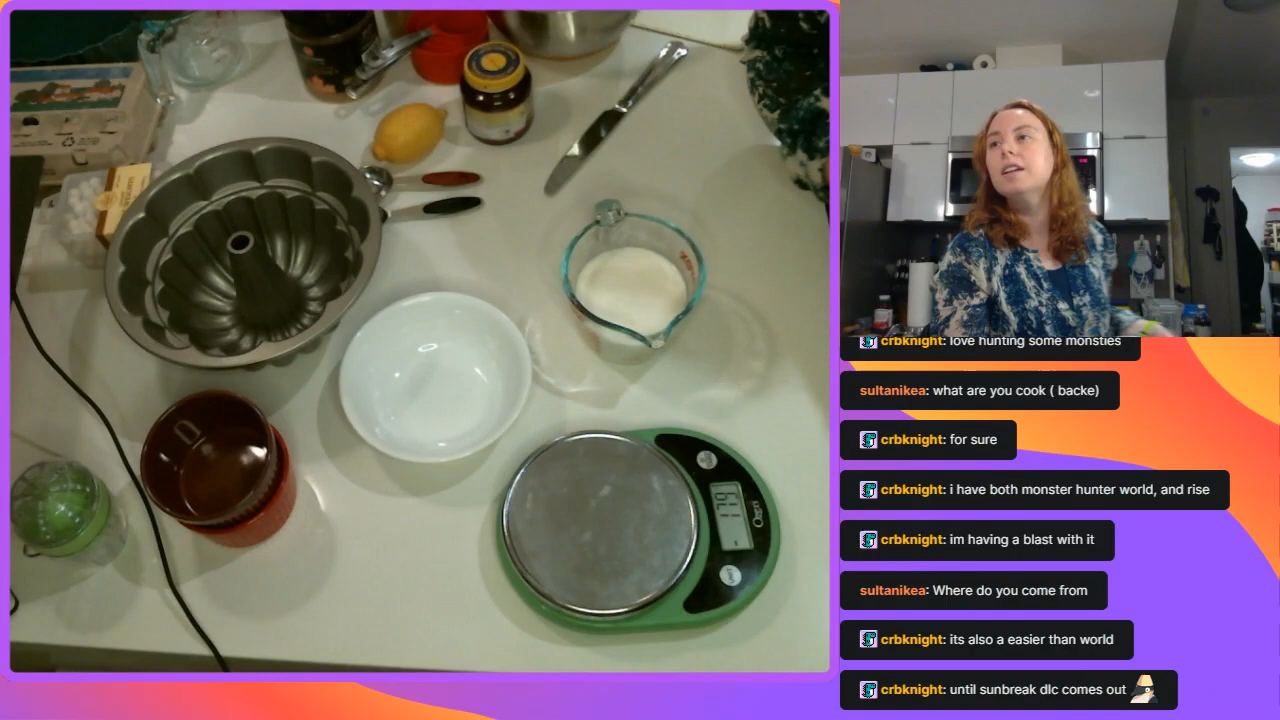 Ozeri
crbknight: love hunting some monsties
sultanikea: what are you cook ( backe)
crbknight: for sure
crbknight: i have both monster hunter world, and rise
crbknight: im having a blast with it
sultanikea: Where do you come from
crbknight: its also a easier than world
crbknight: until sunbreak dlc comes out